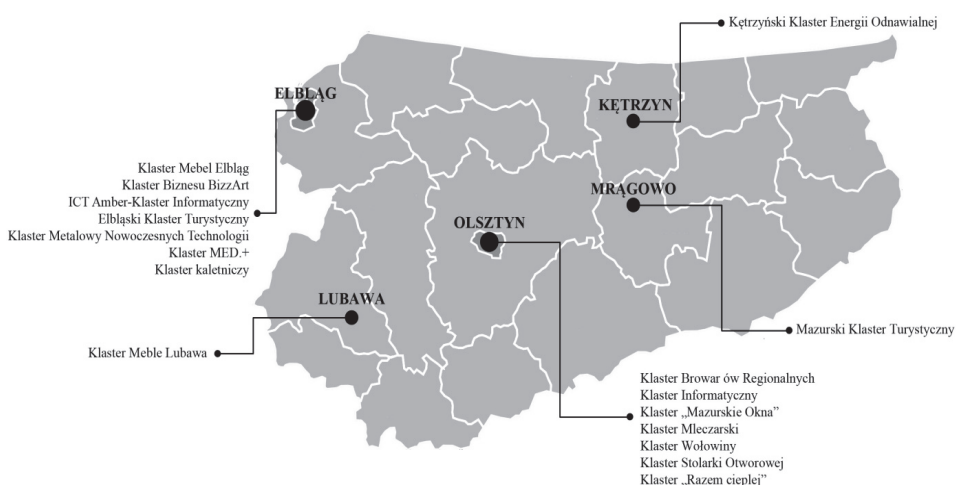 Kętrzyński Klaster Energii Odnawialnej
ELBLĄG
KĘTRZYN
Klaster Mebel Elbląg
Klaster Biznesu BizzArt
ICT Amber-Klaster Informatyczny
Elbląski Klaster Turystyczny
Klaster Metalowy Nowoczesnych Technologii
Klaster MED.+
Klaster kaletniczy
MRĄGOWO
OLSZTYN
LUBAWA
Mazurski Klaster Turystyczny
Klaster Meble Lubawa
Klaster Browar ów Regionalnych
Klaster Informatyczny
Klaster „Mazurskie Okna”
Klaster Mleczarski
Klaster Wołowiny
Klaster Stolarki Otworowej
Klaster „Razem cieplej”